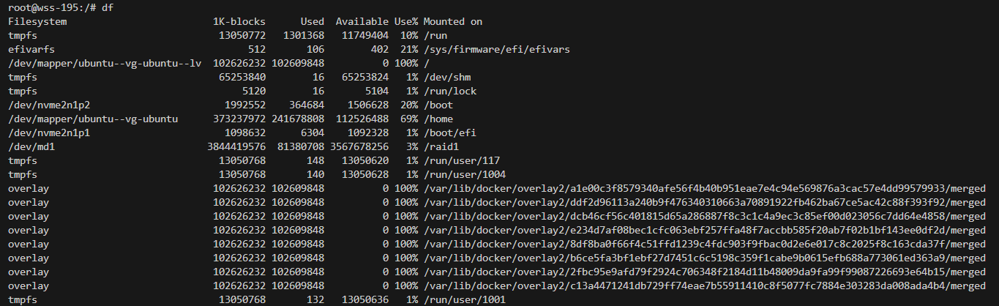 root@wss-195:/# df
Filesystem 1K-blocks Used Available Use% Mounted on
tmpfs 13050772 1301368 11749404 10% /run
efivarfs 512 106 402 21% /sys/firmware/efi/efivars
/dev/mapper/ubuntu--vg-ubuntu--lv 102626232 102609848 0 100% /
tmpfs 65253840 16 65253824 1% /dev/shm
tmpfs 5120 16 5104 1% /run/lock
/dev/nvme2n1p2 1992552 364684 1506628 20% /boot
/dev/mapper/ubuntu--vg-ubuntu 373237972 241678808 112526488 69% /home
/dev/nvme2n1p1 1098632 6304 1092328 1% /boot/efi
/dev/md1 3844419576 81380708 3567678256 3% /raid1
tmpfs 13050768 148 13050620 1% /run/user/117
tmpfs 13050768 140 13050628 1% /run/user/1004
overlay 102626232 102609848 0 100% /var/lib/docker/overlay2/a1e00c3f8579340afe56f4b40b951eae7e4c94e569876a3cac57e4dd99579933/merged
overlay 102626232 102609848 0 100% /var/lib/docker/overlay2/ddf2d96113a240b9f476340310663a70891922fb462ba67ce5ac42c88f393f92/merged
overlay 102626232 102609848 0 100% /var/lib/docker/overlay2/dcb46cf56c401815d65a286887f8c3c1c4a9ec3c85ef00d023056c7dd64e4858/merged
overlay 102626232 102609848 0 100% /var/lib/docker/overlay2/e234d7af08bec1cfc063ebf257ffa48f7accbb585f20ab7f02b1bf143ee0df2d/merged
overlay 102626232 102609848 0 100% /var/lib/docker/overlay2/8df8ba0f66f4c51ffd1239c4fdc903f9fbac0d2e6e017c8c2025f8c163cda37f/merged
overlay 102626232 102609848 0 100% /var/lib/docker/overlay2/b6ce5fa3bf1ebf27d7451c6c5198c359f1cabe9b0615efb688a773061ed363a9/merged
overlay 102626232 102609848 0 100% /var/lib/docker/overlay2/2fbc95e9afd79f2924c706348f2184d11b48009da9fa99f99087226693e64b15/merged
overlay 102626232 102609848 0 100% /var/lib/docker/overlay2/c13a4471241db729ff74eae7b55911410c8f5077fc7884e303283da008ada4b4/merged
tmpfs 13050768 132 13050636 1% /run/user/1001